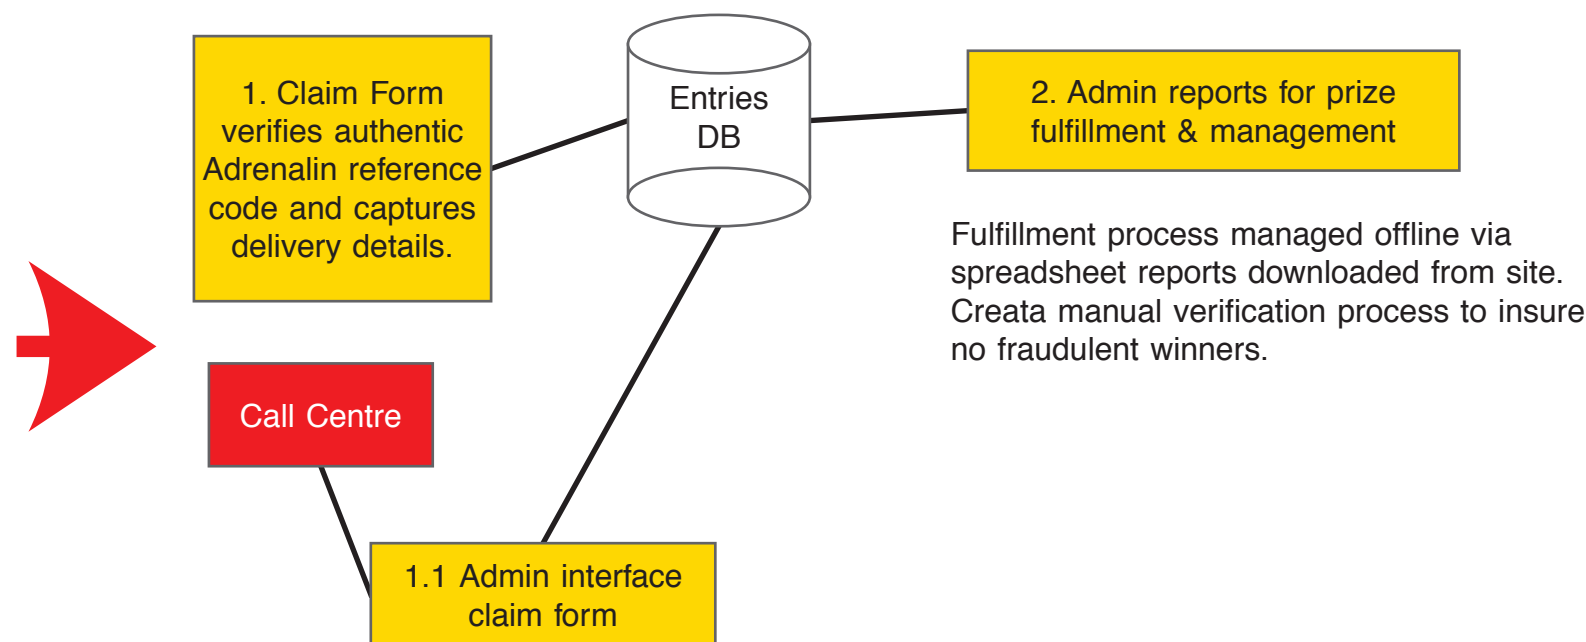 1. Claim Form
verifies authentic
Adrenalin reference
code and captures
delivery details.
Entries
DB
2. Admin reports for prize
fulfillment & management
Fulfillment process managed offline via
spreadsheet reports downloaded from site.
Creata manual verification process to insure
no fraudulent winners.
Call Centre
1.1 Admin interface
claim form